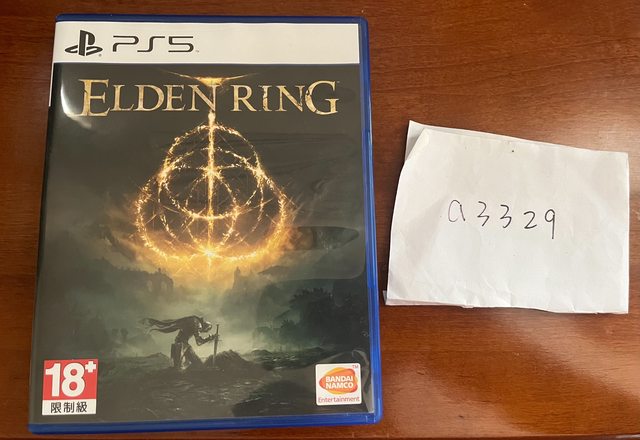 PS5
ELDEN RING
a3329
18+
限制級
BANDAI
NAMCO
Entertainment